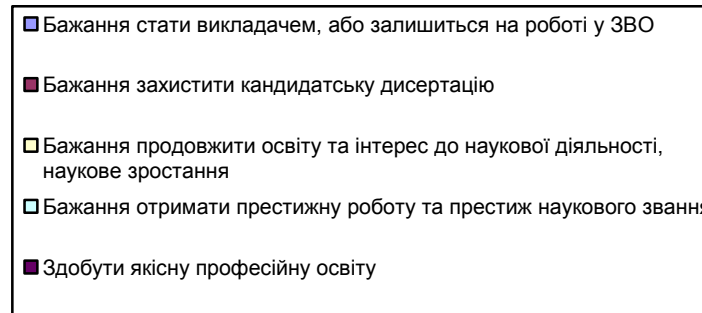 Бажання стати викладачем, або залишиться на роботі у ЗВО
Бажання захистити кандидатську дисертацію
Бажання продовжити освіту та інтерес до наукової діяльності,
наукове зростання
Бажання отримати престижну роботу та престиж наукового звання
Здобути якісну професійну освіту